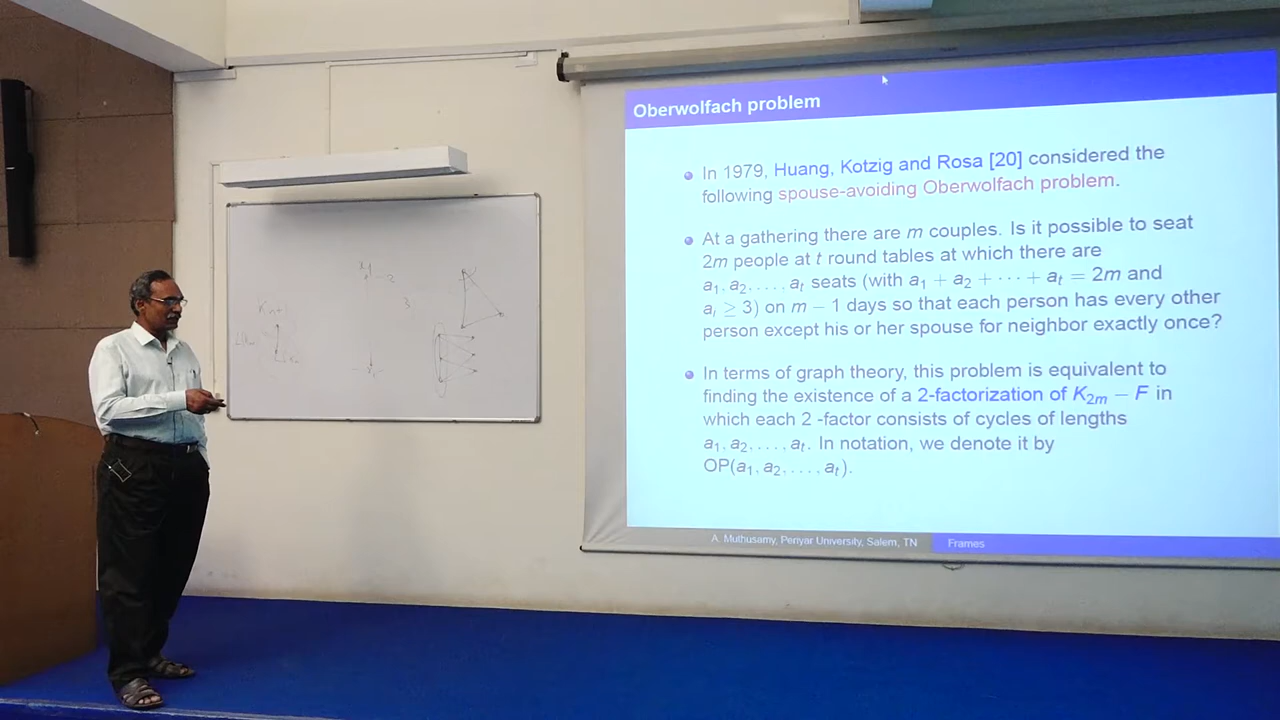 Oberwolfach problem
In 1979, Huang, Kotzig and Rosa [20] considered the
following spouse-avoiding Oberwolfach problem.
At a gathering there are m couples. Is it possible to seat
2m people at t round tables at which there are
a₁, a₂, . . . , aₜ seats (with a₁ + a₂ + · · · + aₜ = 2m and
aᵢ ≥ 3) on m − 1 days so that each person has every other
person except his or her spouse for neighbor exactly once?
In terms of graph theory, this problem is equivalent to
finding the existence of a 2-factorization of K₂ₘ − F in
which each 2 -factor consists of cycles of lengths
a₁, a₂, . . . , aₜ. In notation, we denote it by
OP(a₁, a₂, . . . , aₜ).
A. Muthusamy, Periyar University, Salem, TN Frames